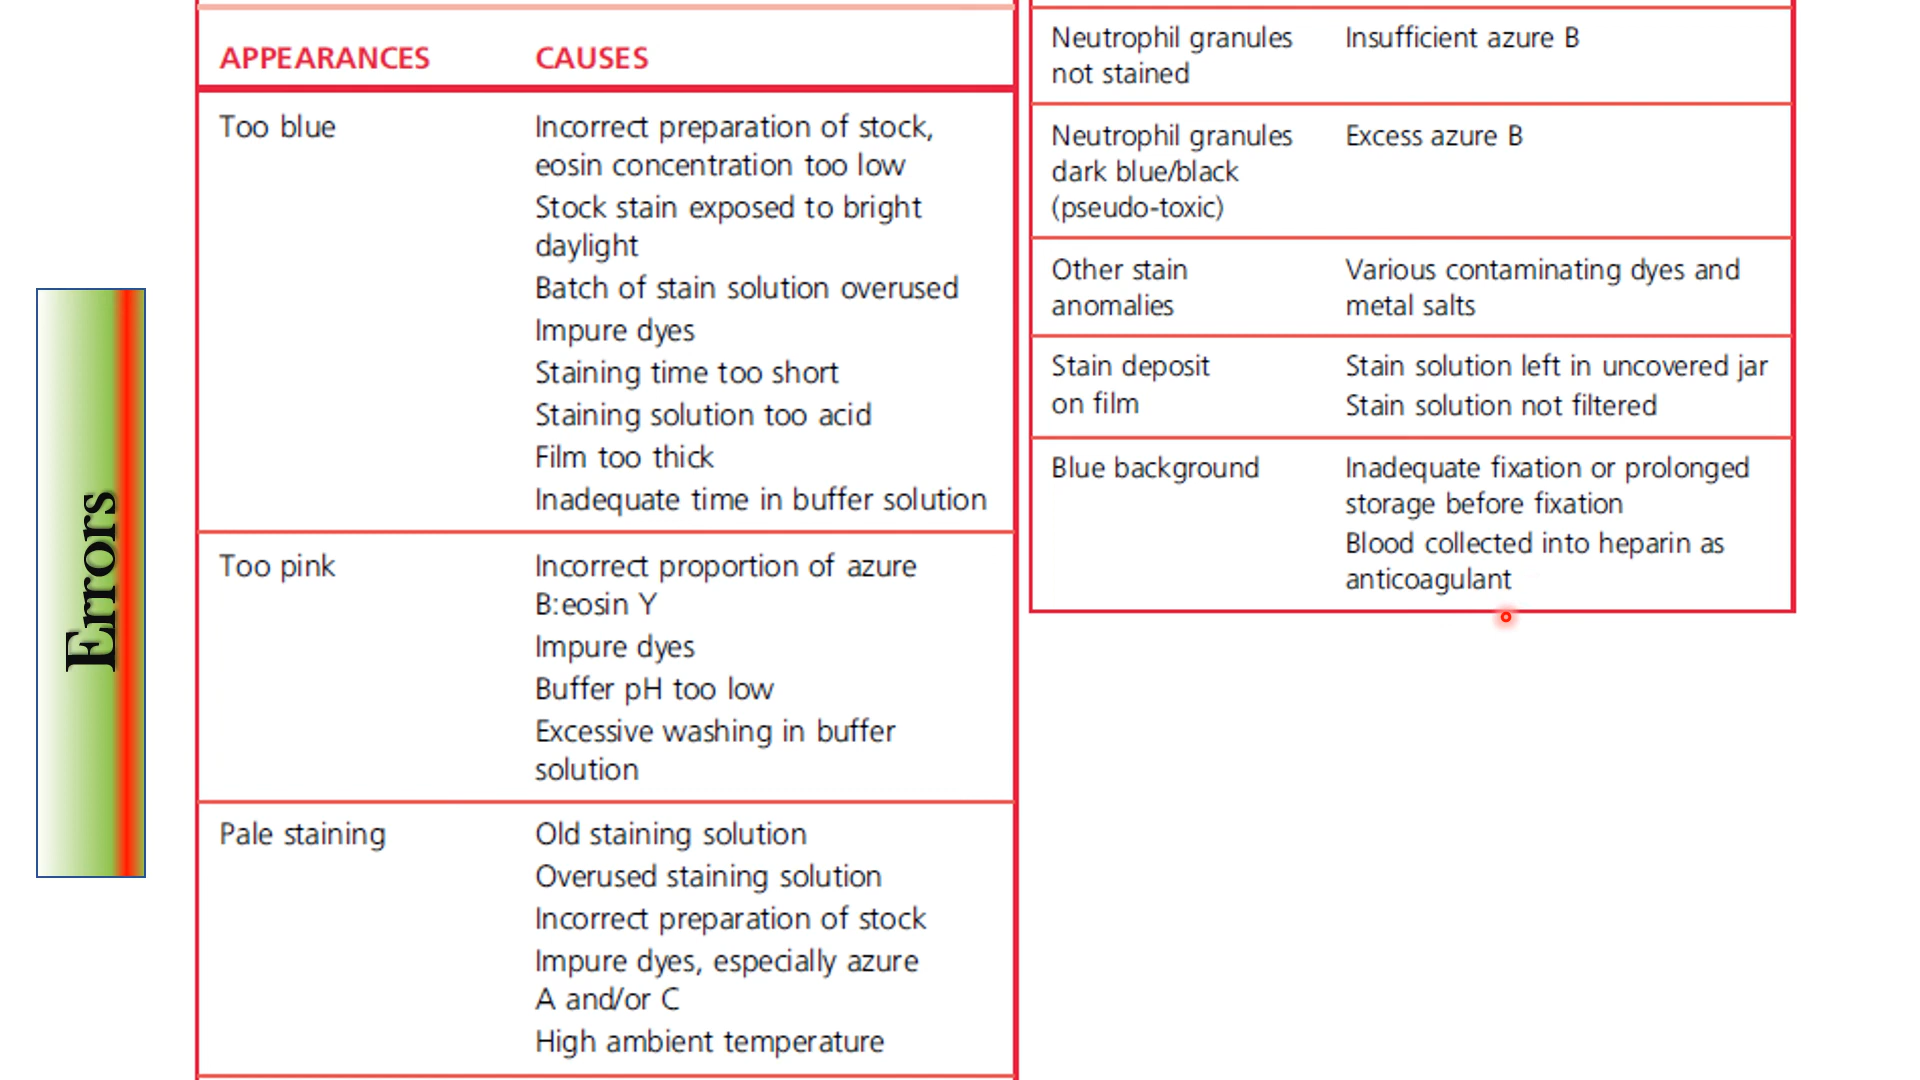 Errors
APPEARANCES CAUSES
Too blue Incorrect preparation of stock,
eosin concentration too low
Stock stain exposed to bright
daylight
Batch of stain solution overused
Impure dyes
Staining time too short
Staining solution too acid
Film too thick
Inadequate time in buffer solution
Too pink Incorrect proportion of azure
B:eosin Y
Impure dyes
Buffer pH too low
Excessive washing in buffer
solution
Pale staining Old staining solution
Overused staining solution
Incorrect preparation of stock
Impure dyes, especially azure
A and/or C
High ambient temperature
Neutrophil granules Insufficient azure B
not stained
Neutrophil granules Excess azure B
dark blue/black
(pseudo-toxic)
Other stain Various contaminating dyes and
anomalies metal salts
Stain deposit Stain solution left in uncovered jar
on film Stain solution not filtered
Blue background Inadequate fixation or prolonged
storage before fixation
Blood collected into heparin as
anticoagulant